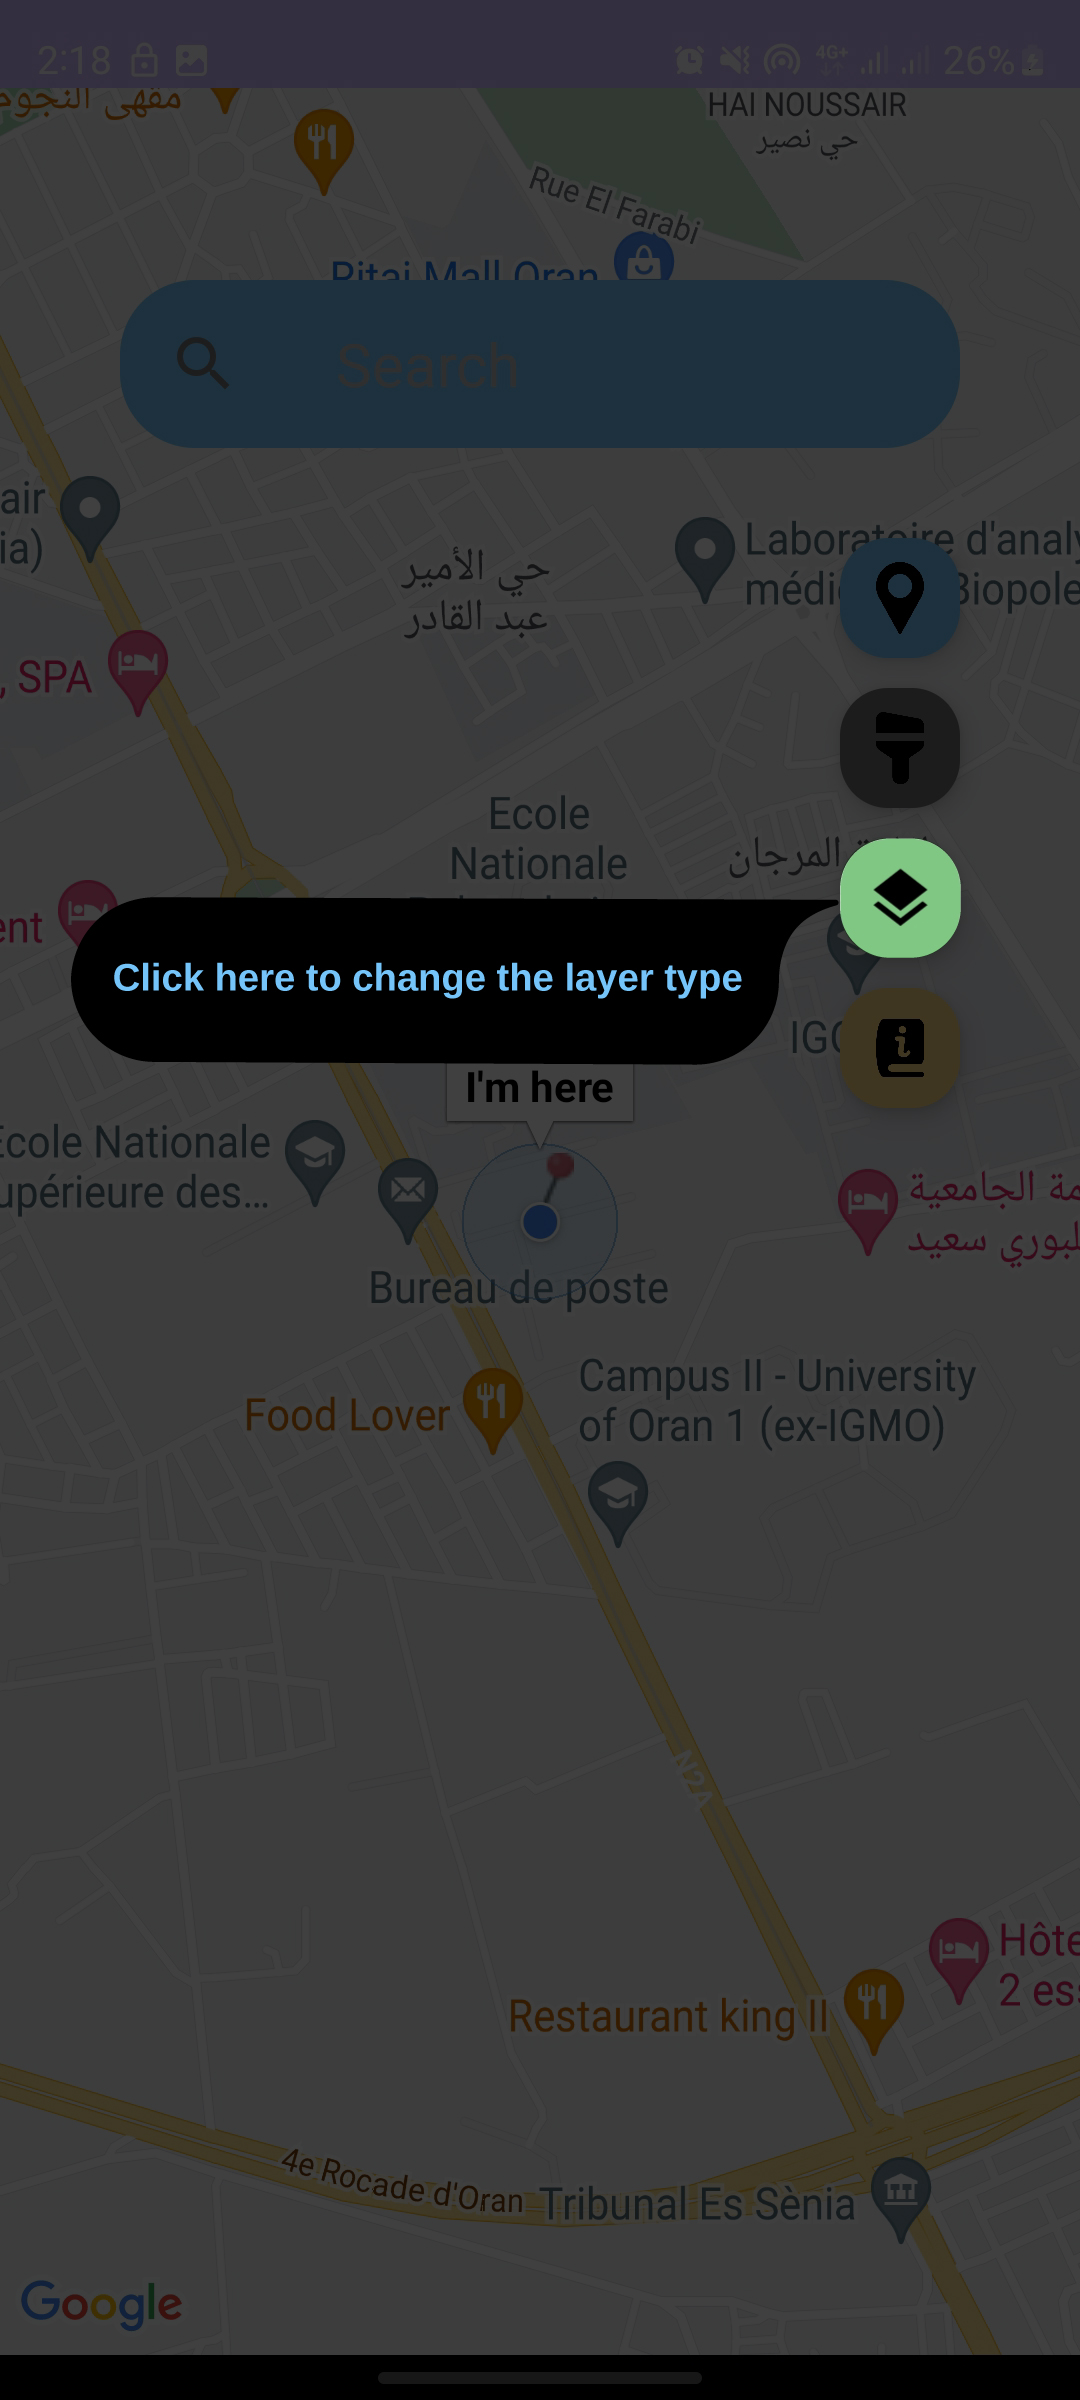 2:18
4G+
26%
مقهى النجوم
HAI NOUSSAIR
حي نصير
Rue El Farabi
Ritaj Mall Oran
Search
air
ia)
حي الأمير
عبد القادر
Laboratoire d'analy
médi Biopole
, SPA
Ecole
Nationale
المرجان
ent
Click here to change the layer type
IGC
I'm here
Ecole Nationale
upérieure des...
مة الجامعية
لبوري سعيد
Bureau de poste
Campus II - University
of Oran 1 (ex-IGMO)
Food Lover
N2A
Hôte
2 es
Restaurant king II
4e Rocade d'Oran
Tribunal Es Sènia
Google